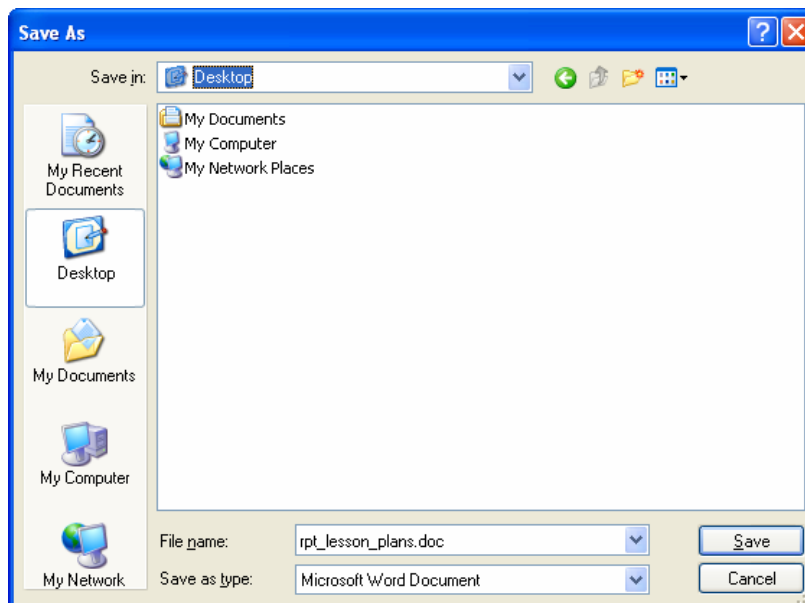 Save As
Save in:
Desktop
My Recent
Documents
Desktop
My Documents
My Computer
My Network
My Documents
My Computer
My Network Places
File name:
rpt_lesson_plans.doc
Save
Save as type:
Microsoft Word Document
Cancel